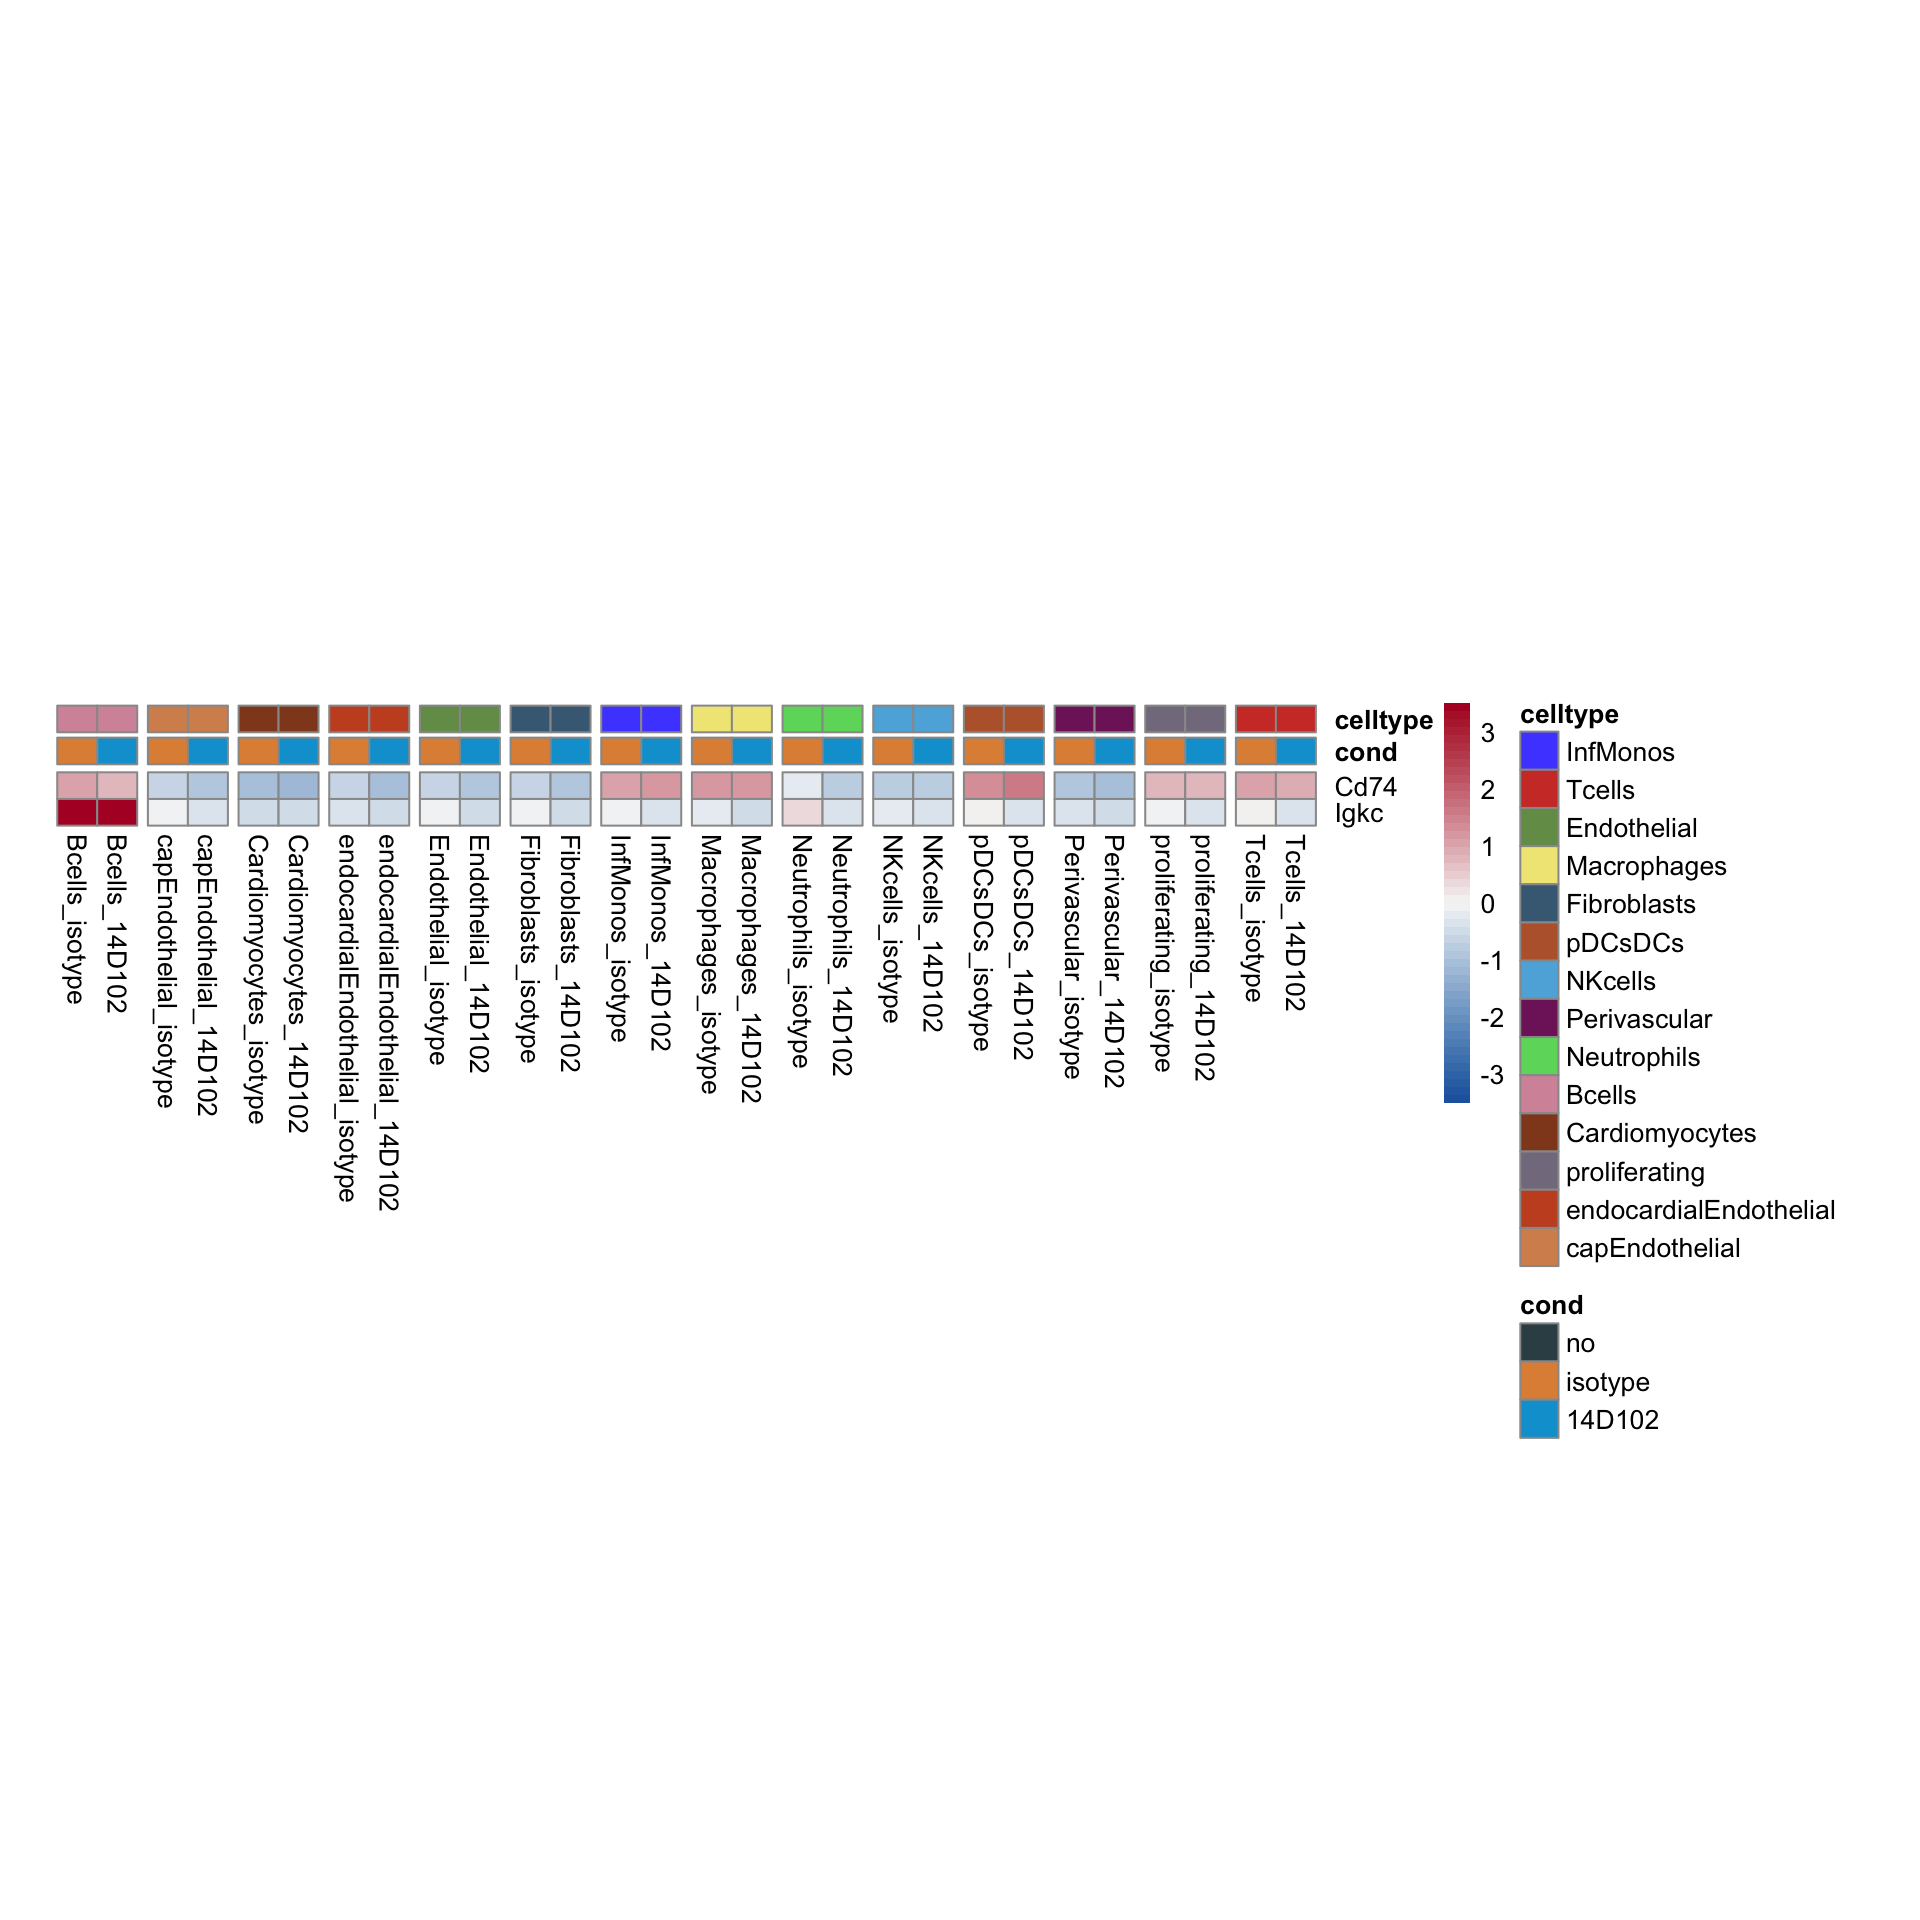 celltype
cond
Cd74
Igkc
Bcells_isotype
Bcells_14D102
capEndothelial_isotype
capEndothelial_14D102
Cardiomyocytes_isotype
Cardiomyocytes_14D102
endocardialEndothelial_isotype
endocardialEndothelial_14D102
Endothelial_isotype
Endothelial_14D102
Fibroblasts_isotype
Fibroblasts_14D102
InfMonos_isotype
InfMonos_14D102
Macrophages_isotype
Macrophages_14D102
Neutrophils_isotype
Neutrophils_14D102
NKcells_isotype
NKcells_14D102
pDCsDCs_isotype
pDCsDCs_14D102
Perivascular_isotype
Perivascular_14D102
proliferating_isotype
proliferating_14D102
Tcells_isotype
Tcells_14D102
3
2
1
0
-1
-2
-3
celltype
InfMonos
Tcells
Endothelial
Macrophages
Fibroblasts
pDCsDCs
NKcells
Perivascular
Neutrophils
Bcells
Cardiomyocytes
proliferating
endocardialEndothelial
capEndothelial
cond
no
isotype
14D102